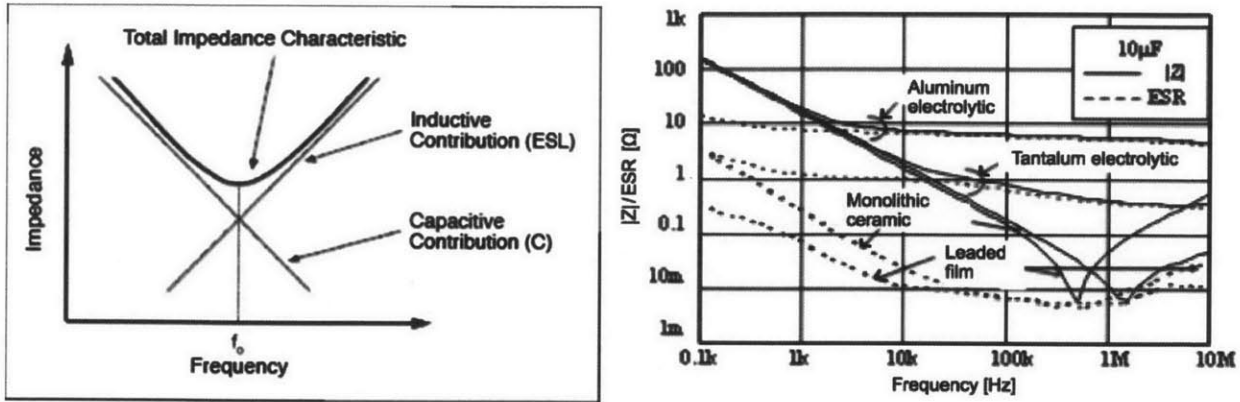 Total Impedance Characteristic
Impedance
Inductive
Contribution (ESL)
Capacitive
Contribution (C)
fo
Frequency
|Z|/ESR [Ω]
1k
100
10
1
0.1
10m
1m
10µF
|Z|
ESR
Aluminum
electrolytic
Tantalum electrolytic
Monolithic
ceramic
Leaded
film
0.1k
1k
10k
100k
1M
10M
Frequency [Hz]